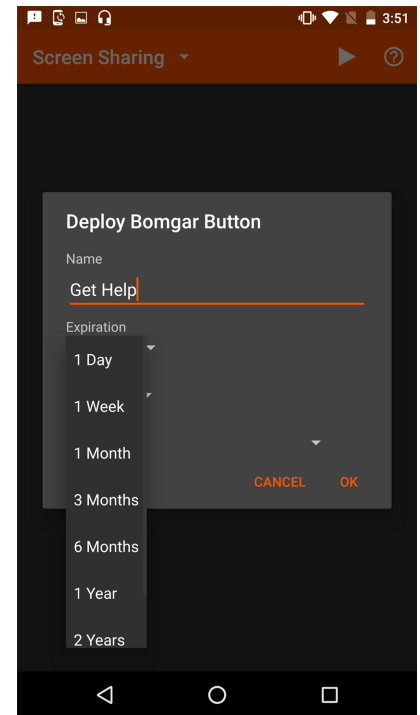 3:51
Screen Sharing
Deploy Bomgar Button
Name
Get Help
Expiration
1 Day
1 Week
1 Month
3 Months
CANCEL OK
6 Months
1 Year
2 Years